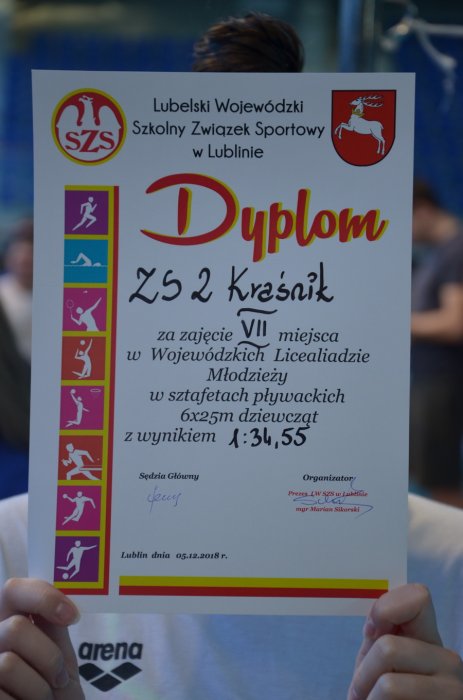 SZS
Lubelski Wojewódzki
Szkolny Związek Sportowy
w Lublinie
Dyplom
ZS 2 Kraśnik
za zajęcie VII miejsca
w Wojewódzkich Licealiadzie
Młodzieży
w sztafetach pływackich
6x25m dziewcząt
z wynikiem 1:34,55
Sędzia Główny
Organizator
Prezes LW SZS w Lublinie
mgr Marian Sikorski
Lublin dnia 05.12.2018 r.
arena